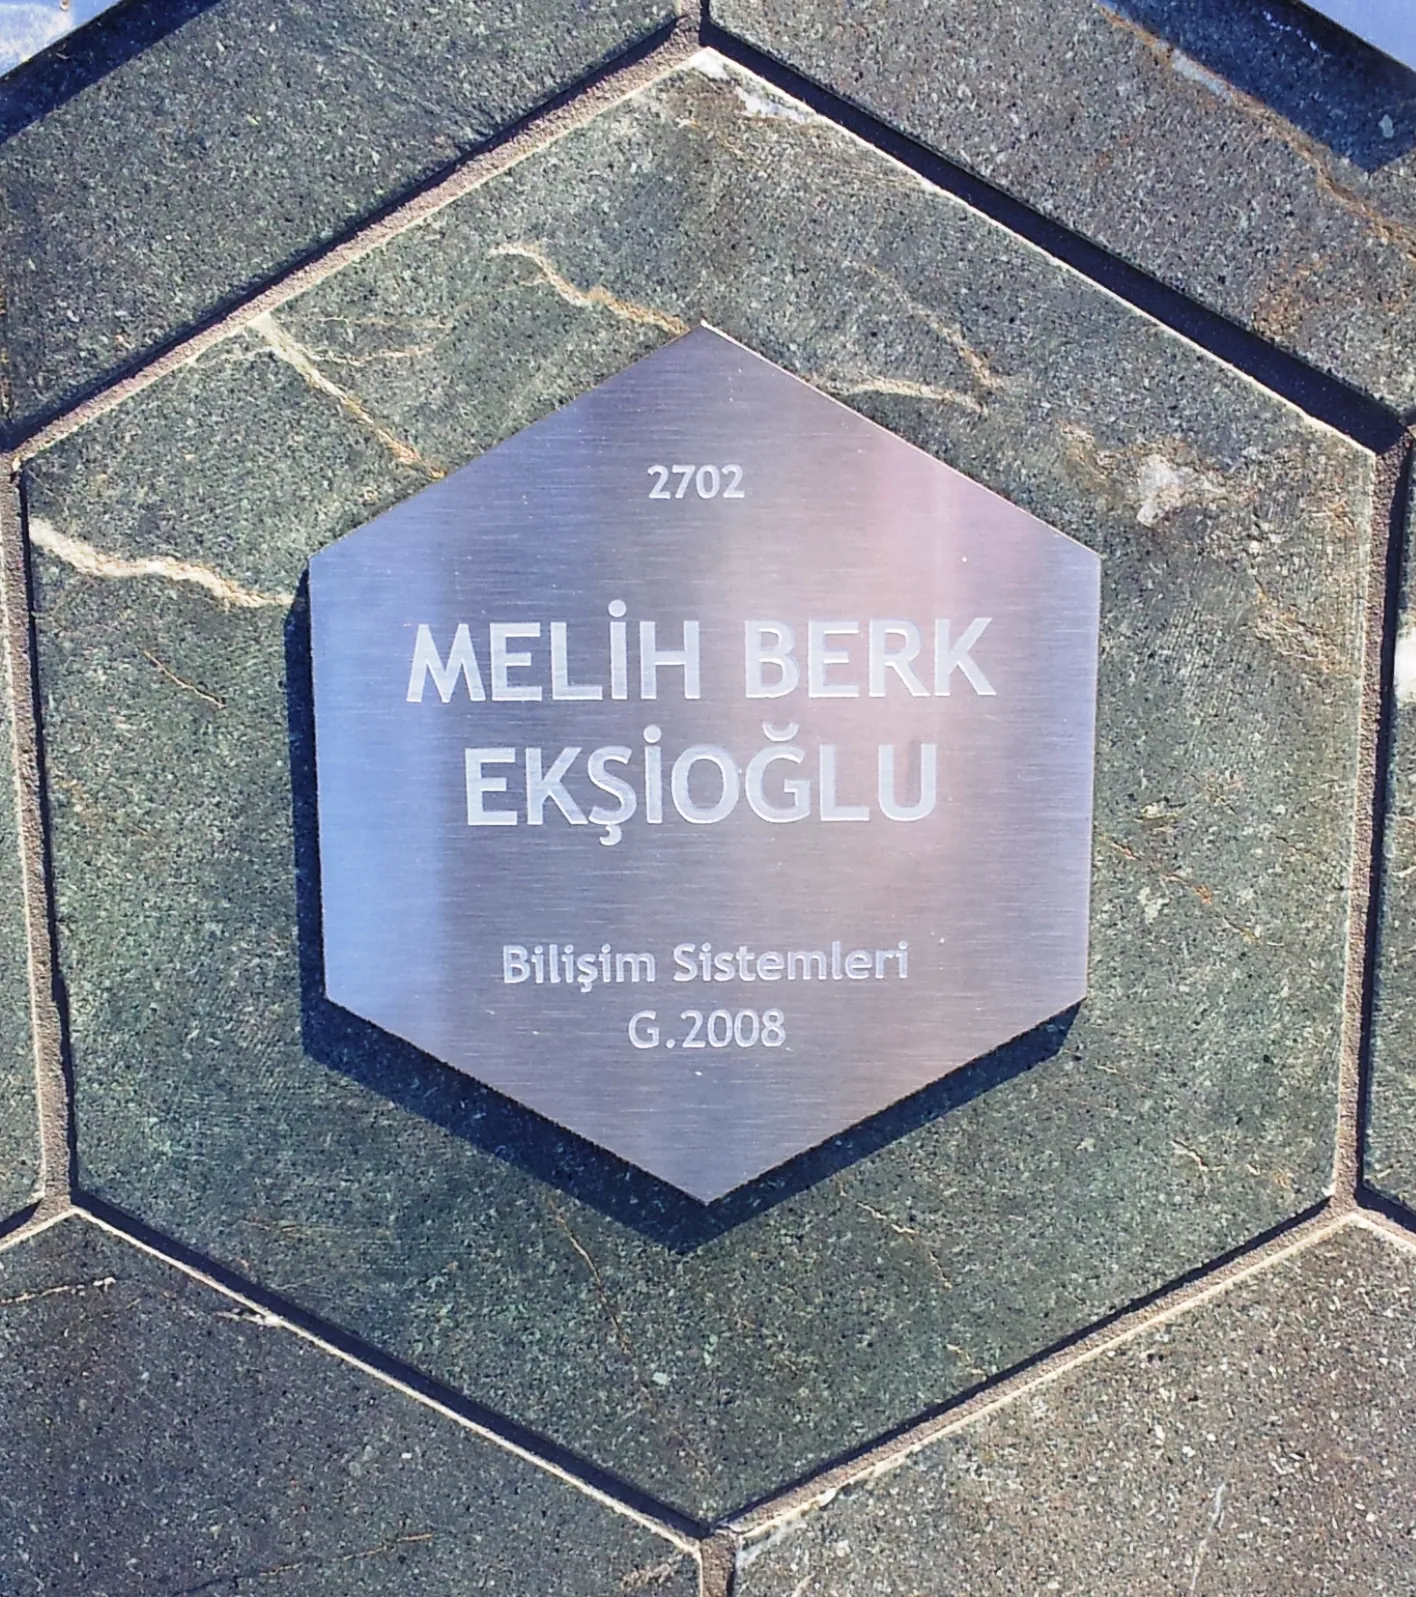 2702
MELİH BERK
EKŞİOĞLU
Bilişim Sistemleri
G.2008